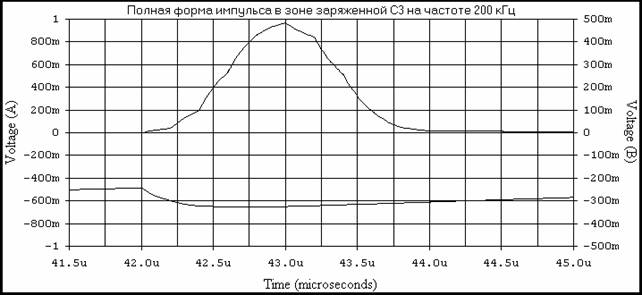 Полная форма импульса в зоне заряженной С3 на частоте 200 кГц
1 500m
800m 400m
600m 300m
400m 200m
200m 100m
0 0
-200m -100m
-400m -200m
-600m -300m
-800m -400m
-1 -500m
Voltage (A)
Voltage (B)
41.5u 42.0u 42.5u 43.0u 43.5u 44.0u 44.5u 45.0u
Time (microseconds)